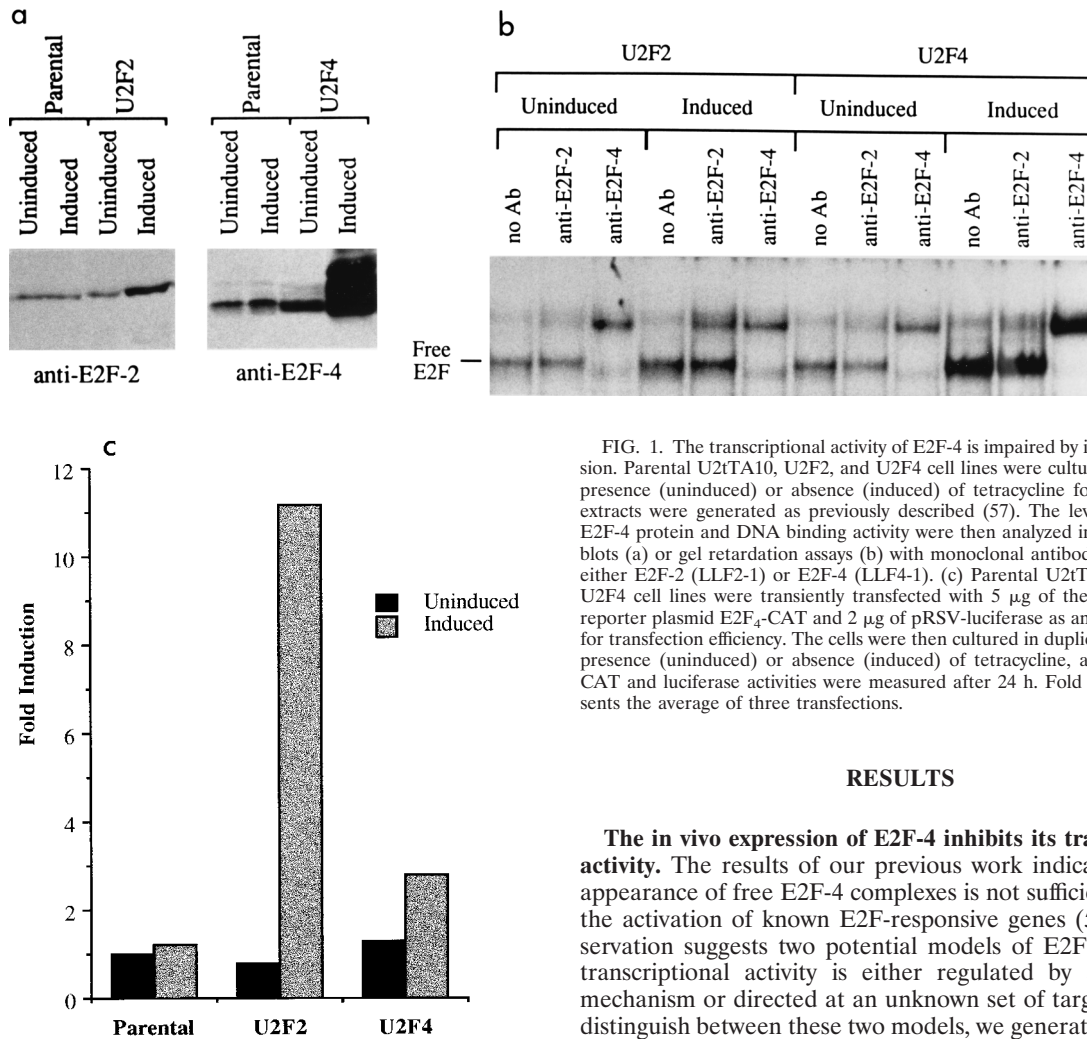 a
Parental
U2F2
Uninduced
Induced
Uninduced
Induced
anti-E2F-2
Parental
U2F4
Uninduced
Induced
Uninduced
Induced
anti-E2F-4
b
U2F2
U2F4
Uninduced
Induced
Uninduced
Induced
no Ab
anti-E2F-2
anti-E2F-4
no Ab
anti-E2F-2
anti-E2F-4
no Ab
anti-E2F-2
anti-E2F-4
no Ab
anti-E2F-2
anti-E2F-4
Free
E2F
c
Fold Induction
12
10
8
6
4
2
0
Uninduced
Induced
Parental
U2F2
U2F4
FIG. 1. The transcriptional activity of E2F-4 is impaired by i
sion. Parental U2tTA10, U2F2, and U2F4 cell lines were cultu
presence (uninduced) or absence (induced) of tetracycline fo
extracts were generated as previously described (57). The lev
E2F-4 protein and DNA binding activity were then analyzed in
blots (a) or gel retardation assays (b) with monoclonal antibod
either E2F-2 (LLF2-1) or E2F-4 (LLF4-1). (c) Parental U2tT
U2F4 cell lines were transiently transfected with 5 μg of the
reporter plasmid E2F₄-CAT and 2 μg of pRSV-luciferase as an
for transfection efficiency. The cells were then cultured in duplic
presence (uninduced) or absence (induced) of tetracycline, a
CAT and luciferase activities were measured after 24 h. Fold
sents the average of three transfections.
RESULTS
The in vivo expression of E2F-4 inhibits its tra
activity. The results of our previous work indica
appearance of free E2F-4 complexes is not suffici
the activation of known E2F-responsive genes (
servation suggests two potential models of E2F
transcriptional activity is either regulated by
mechanism or directed at an unknown set of targ
distinguish between these two models, we generat